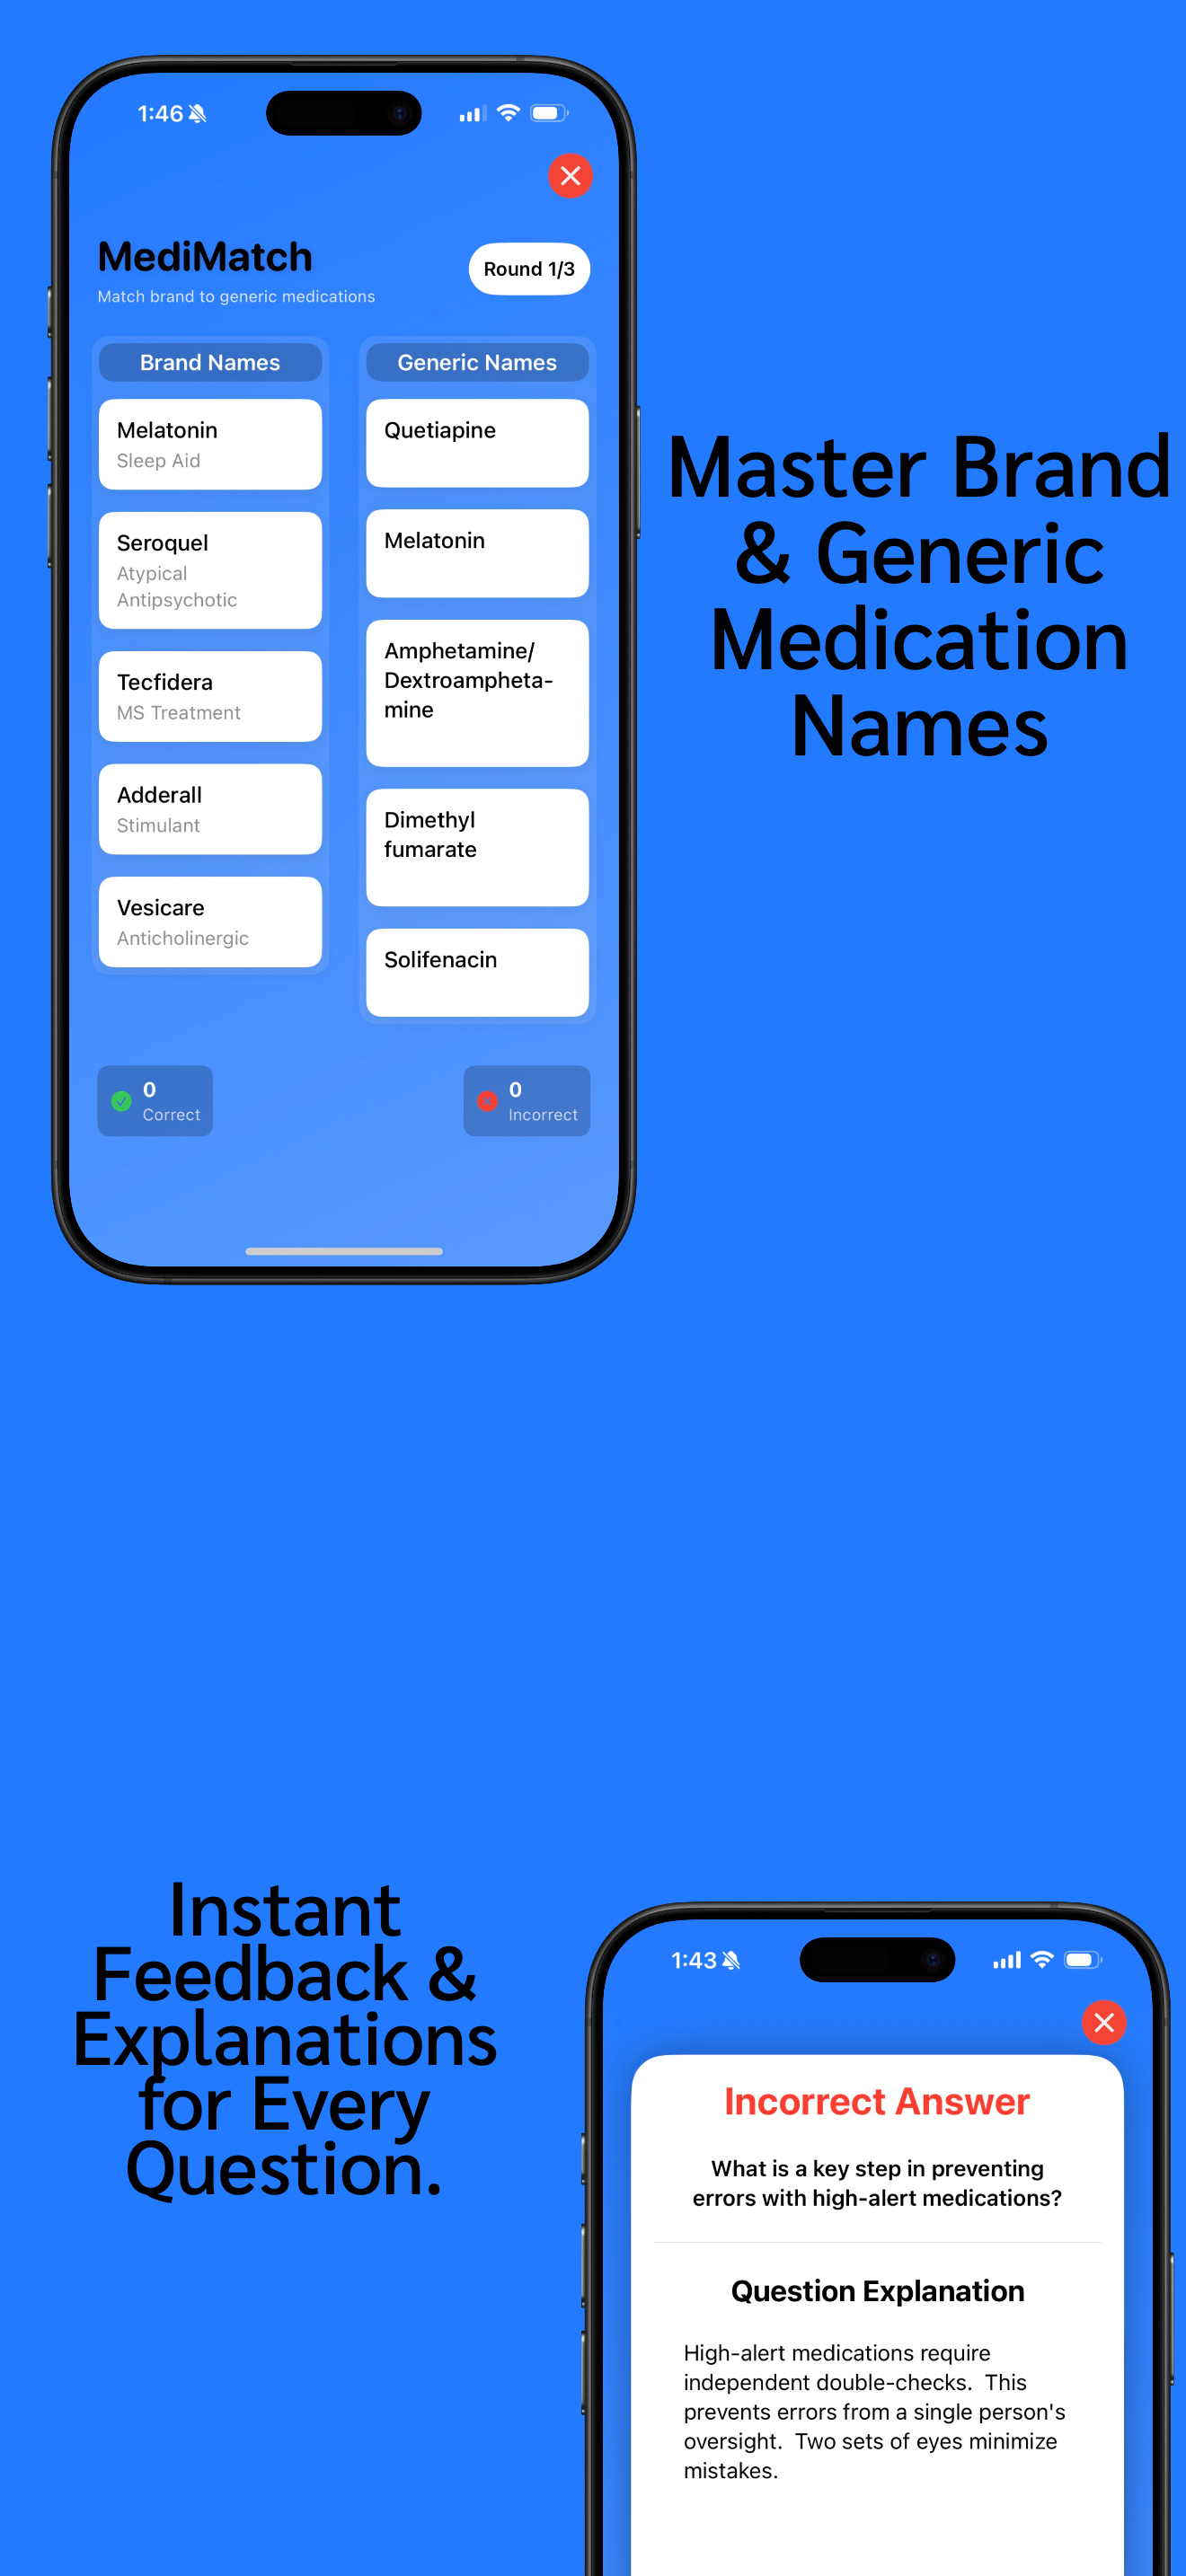 1:46
MediMatch
Match brand to generic medications
Round 1/3
Brand Names
Melatonin
Sleep Aid
Seroquel
Atypical
Antipsychotic
Tecfidera
MS Treatment
Adderall
Stimulant
Vesicare
Anticholinergic
Generic Names
Quetiapine
Melatonin
Amphetamine/
Dextroampheta-
mine
Dimethyl
fumarate
Solifenacin
0
Correct
0
Incorrect
Master Brand
& Generic
Medication
Names
Instant
Feedback &
Explanations
for Every
Question.
1:43
Incorrect Answer
What is a key step in preventing
errors with high-alert medications?
Question Explanation
High-alert medications require
independent double-checks.  This
prevents errors from a single person's
oversight.  Two sets of eyes minimize
mistakes.